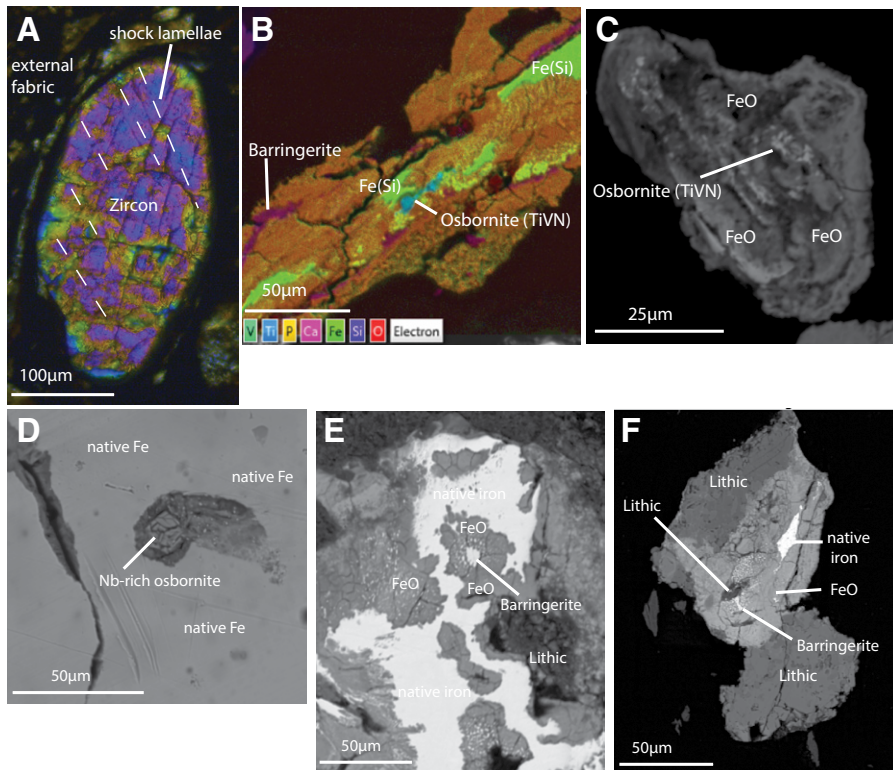 A
shock lamellae
external
fabric
Zircon
100µm
B
Fe(Si)
Barringerite
Fe(Si)
Osbornite (TiVN)
50µm
V Ti P Ca Fe Si O Electron
C
FeO
Osbornite (TiVN)
FeO
FeO
25µm
D
native Fe
native Fe
Nb-rich osbornite
native Fe
50µm
E
native iron
FeO
FeO
FeO
Barringerite
Lithic
native iron
50µm
F
Lithic
Lithic
native
iron
FeO
Barringerite
Lithic
50µm